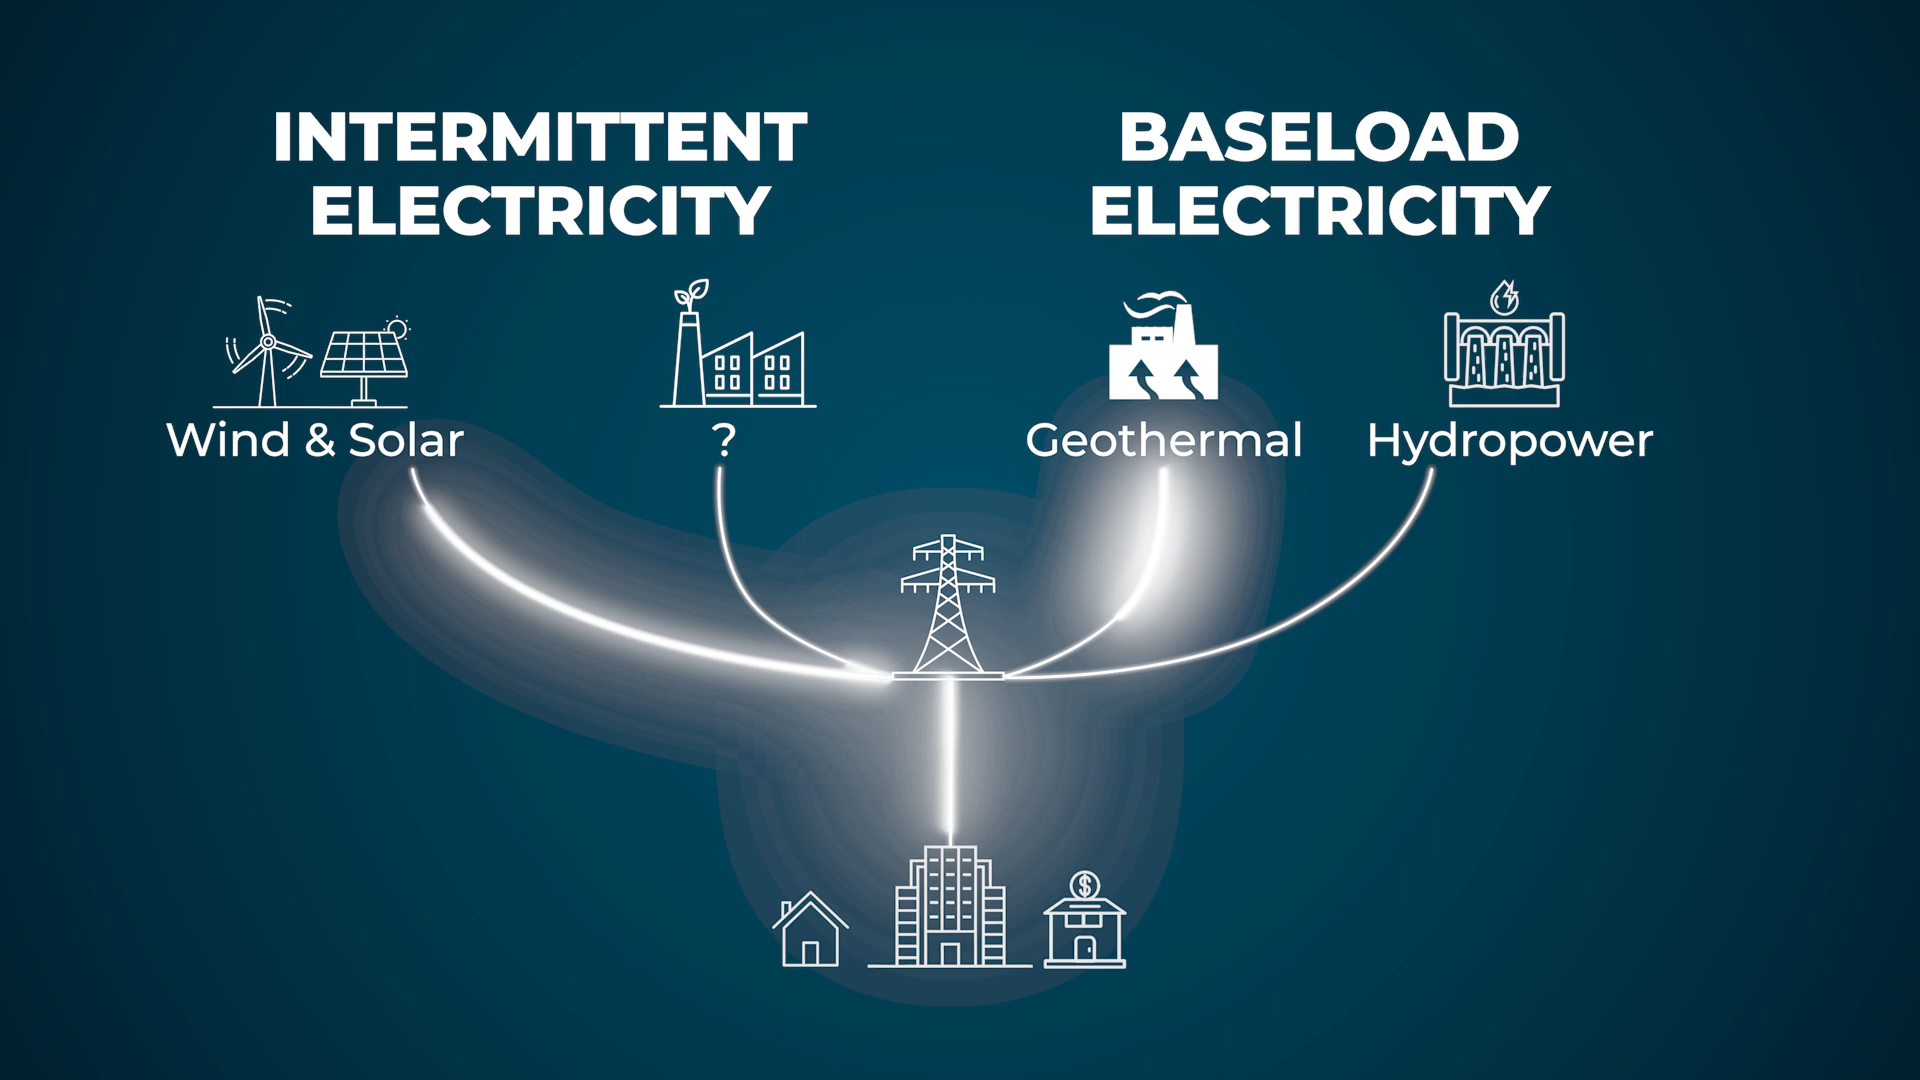 INTERMITTENT
ELECTRICITY
BASELOAD
ELECTRICITY
Wind & Solar
?
Geothermal
Hydropower
$